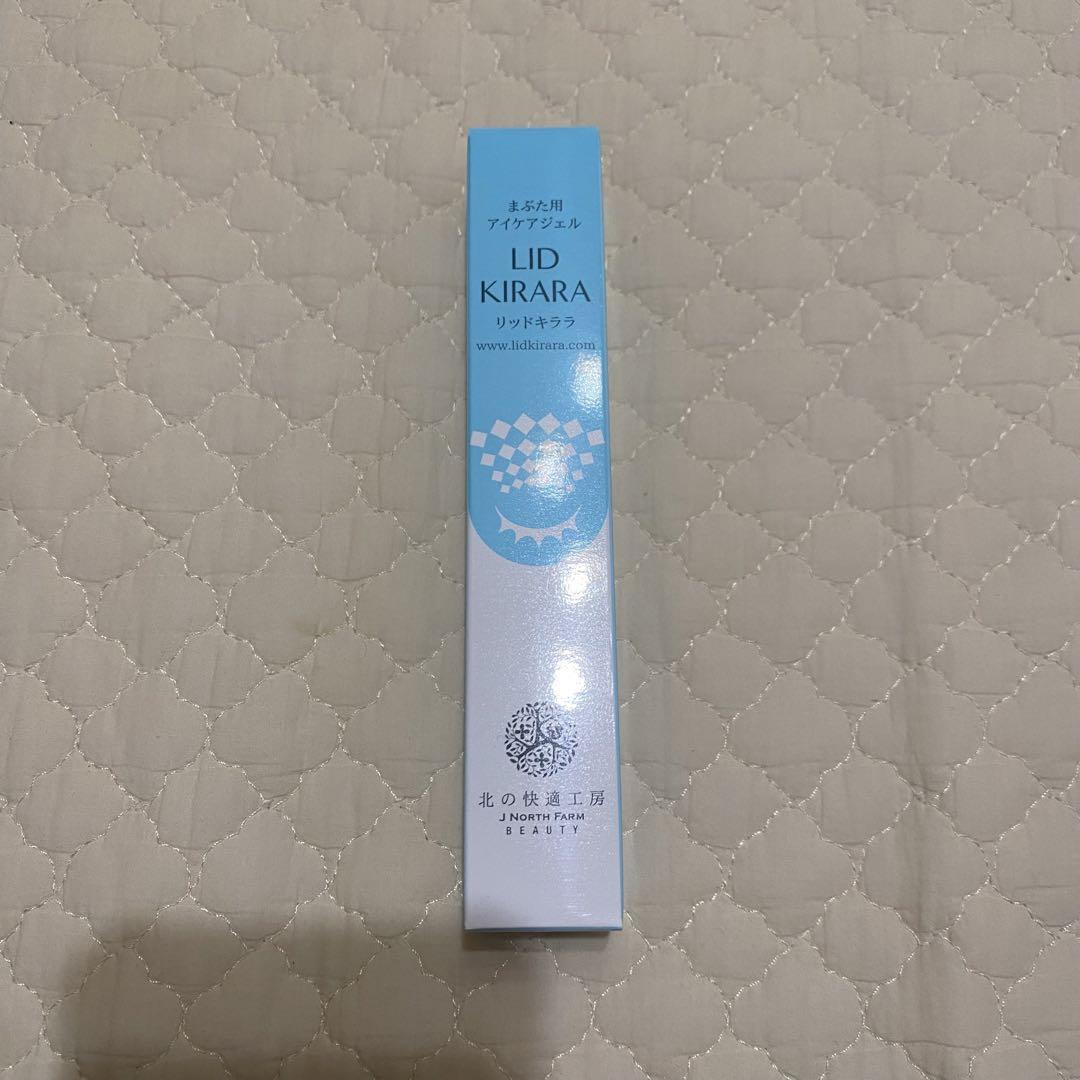 まぶた用
アイケアジェル
LID
KIRARA
リッドキララ
www.lidkirara.com
北の快適工房
J NORTH FARM
BEAUTY